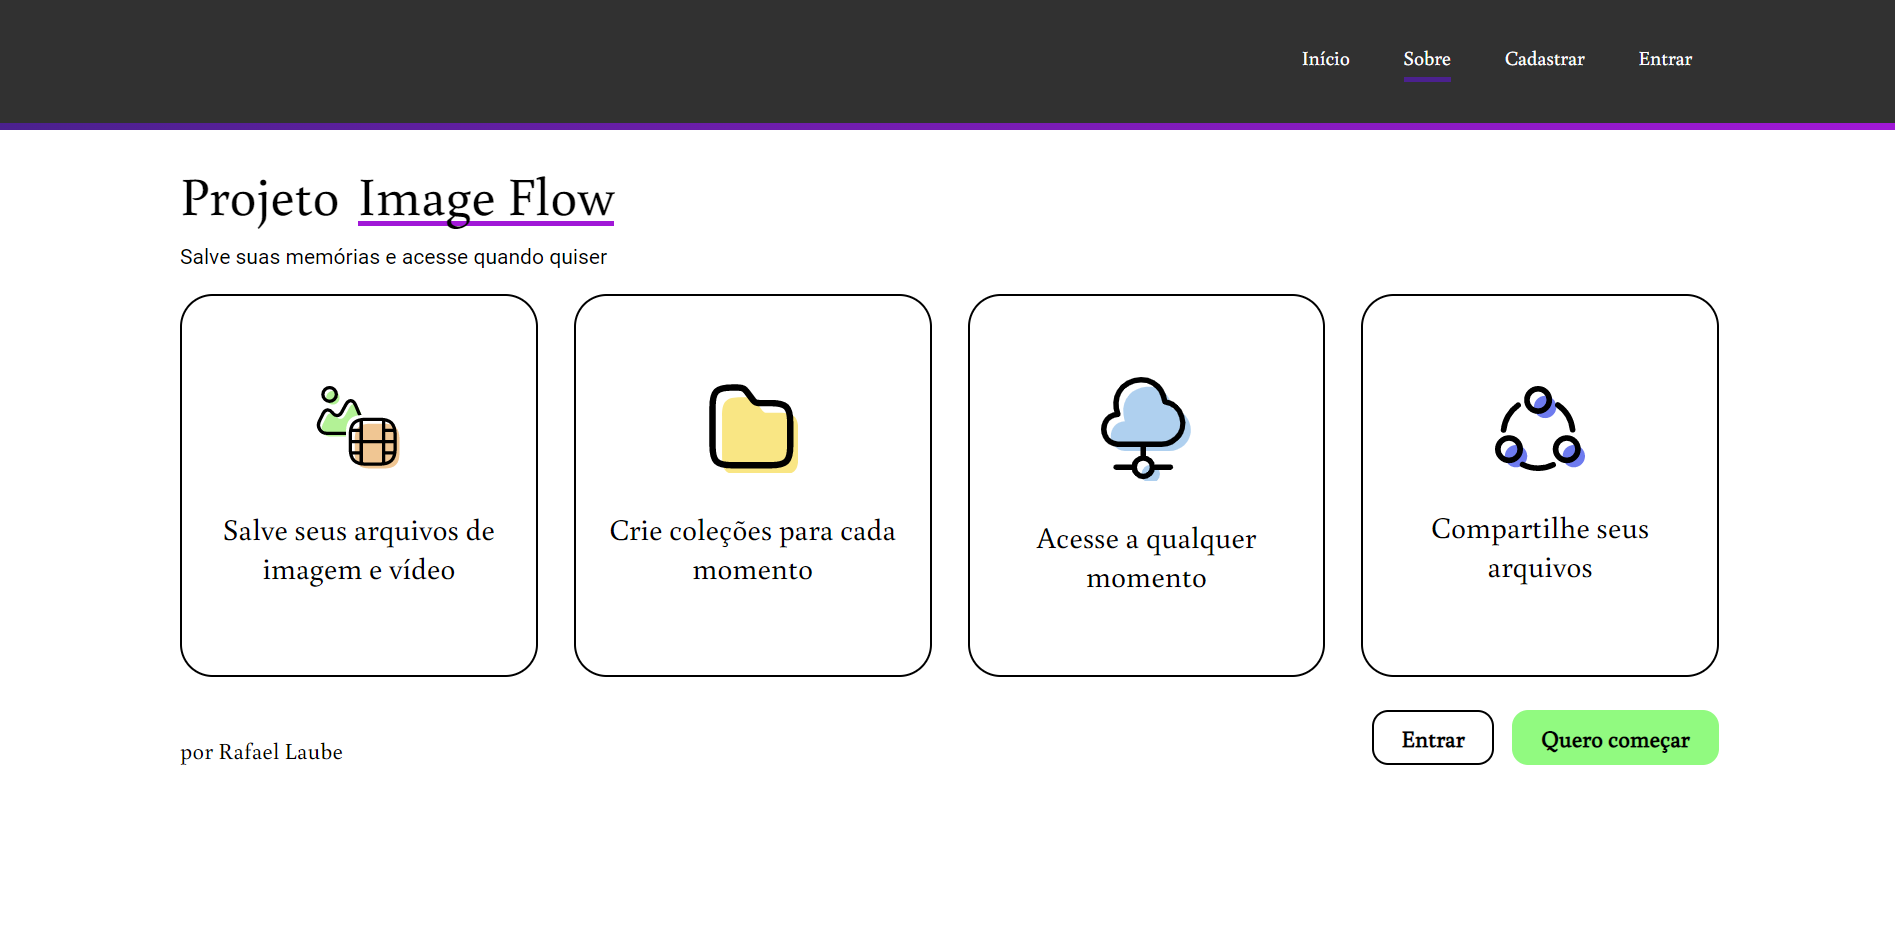 Início Sobre Cadastrar Entrar
Projeto Image Flow
Salve suas memórias e acesse quando quiser
Salve seus arquivos de
imagem e vídeo
Crie coleções para cada
momento
Acesse a qualquer
momento
Compartilhe seus
arquivos
por Rafael Laube
Entrar
Quero começar